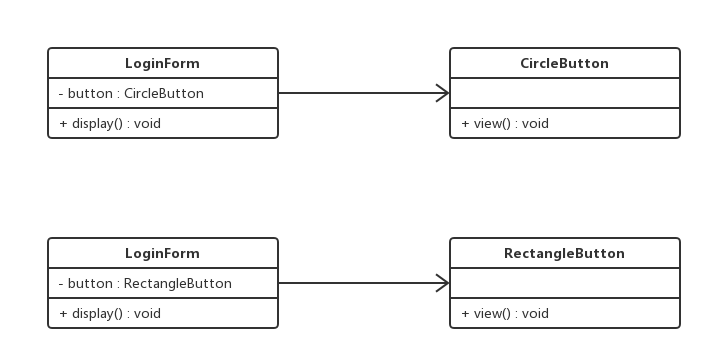 LoginForm
- button : CircleButton
+ display() : void
CircleButton
+ view() : void
LoginForm
- button : RectangleButton
+ display() : void
RectangleButton
+ view() : void